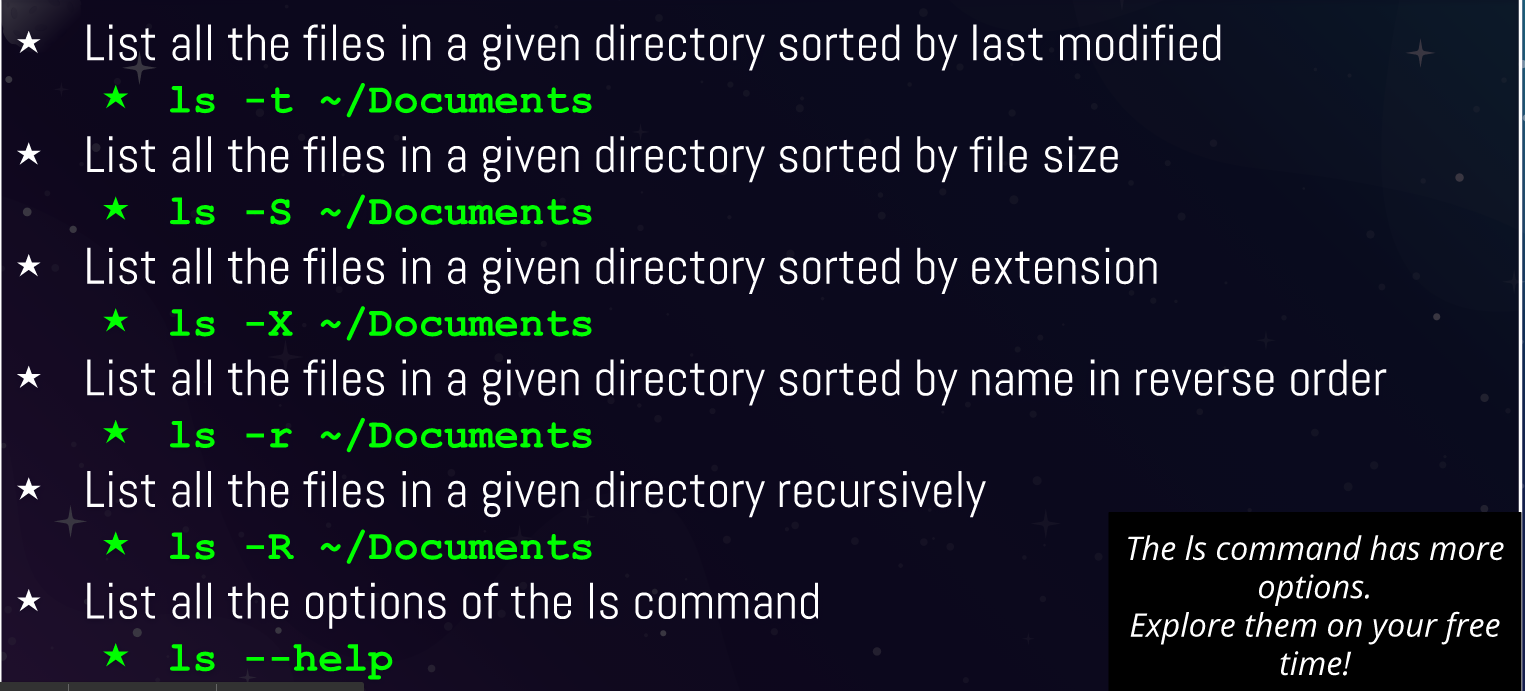 ★ List all the files in a given directory sorted by last modified
★ ls -t ~/Documents
★ List all the files in a given directory sorted by file size
★ ls -S ~/Documents
★ List all the files in a given directory sorted by extension
★ ls -X ~/Documents
★ List all the files in a given directory sorted by name in reverse order
★ ls -r ~/Documents
★ List all the files in a given directory recursively
★ ls -R ~/Documents
★ List all the options of the ls command
★ ls --help
The ls command has more
options.
Explore them on your free
time!